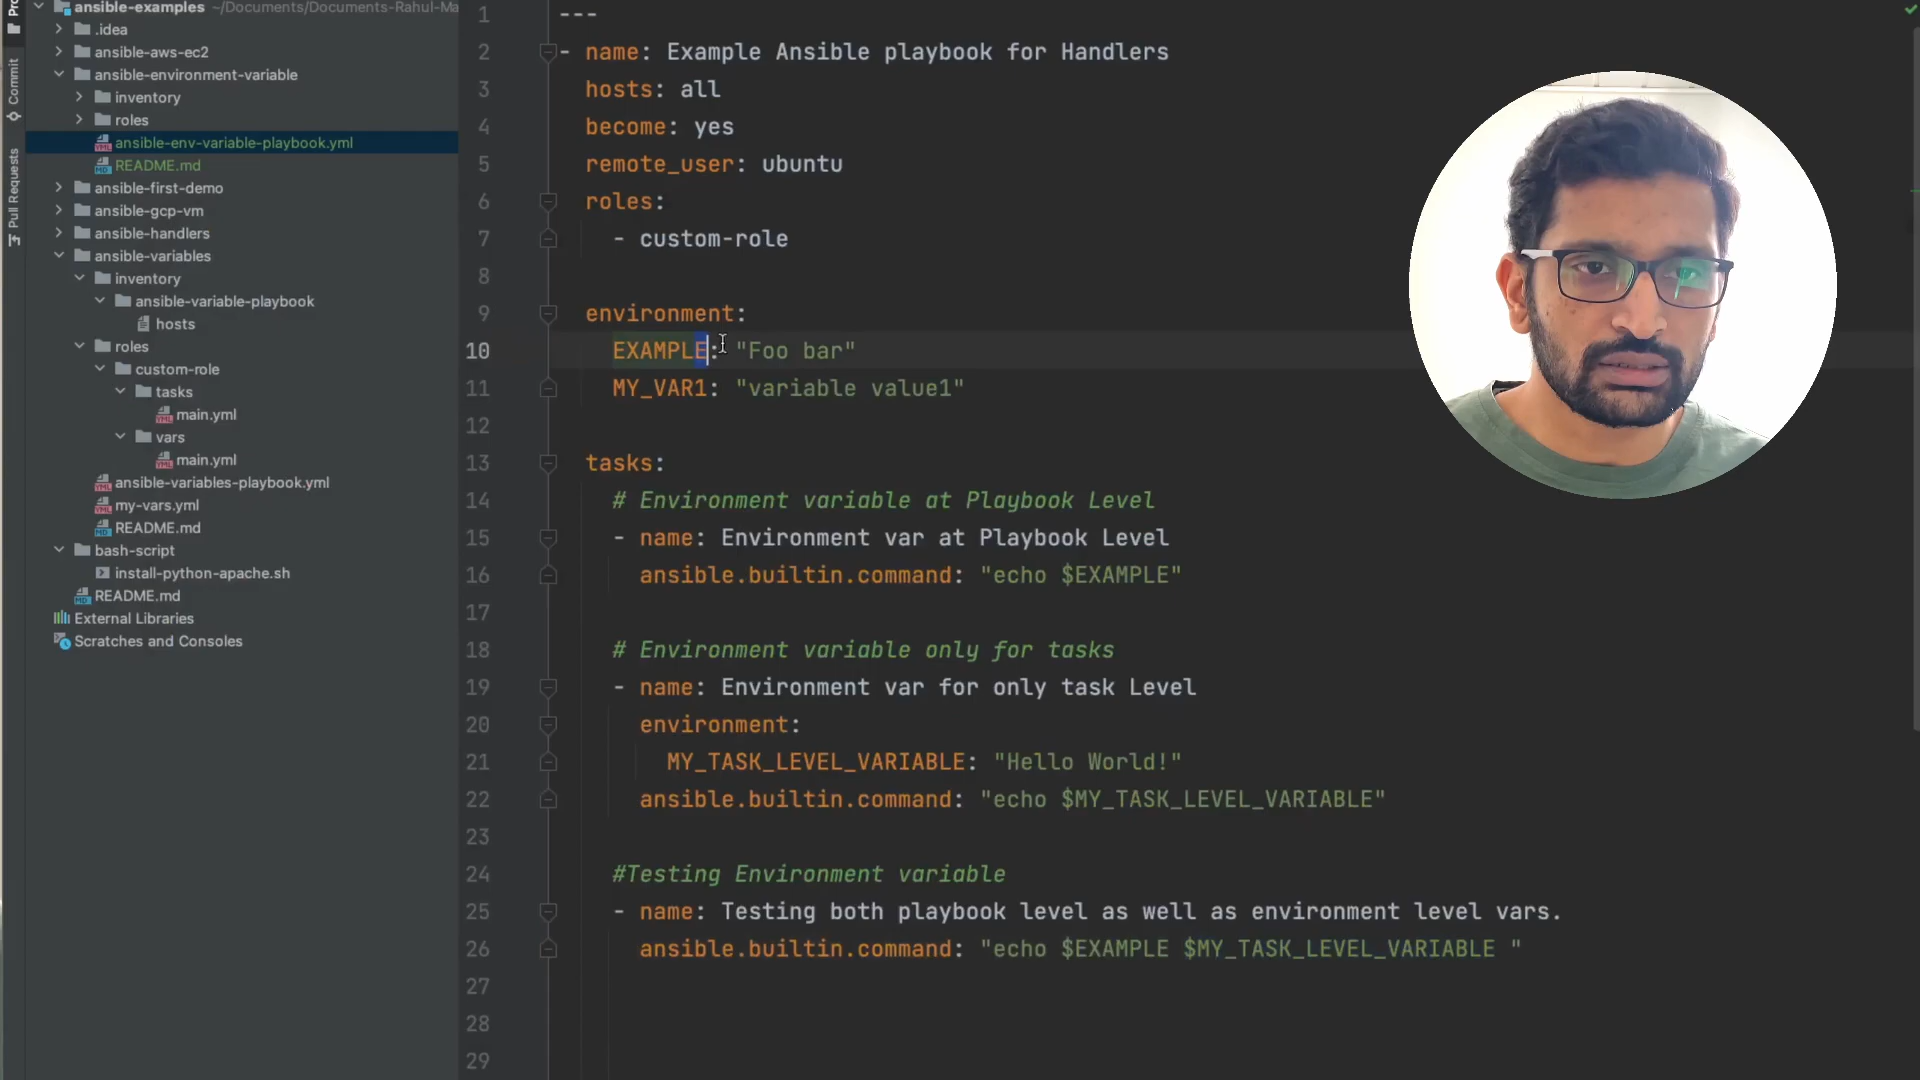 ansible-examples ~/Documents/Documents-Rahul-Ma
.idea
ansible-aws-ec2
ansible-environment-variable
inventory
roles
ansible-env-variable-playbook.yml
README.md
ansible-first-demo
ansible-gcp-vm
ansible-handlers
ansible-variables
inventory
ansible-variable-playbook
hosts
roles
custom-role
tasks
main.yml
vars
main.yml
ansible-variables-playbook.yml
my-vars.yml
README.md
bash-script
install-python-apache.sh
README.md
External Libraries
Scratches and Consoles
Commit
Pull Requests
1 ---
2 - name: Example Ansible playbook for Handlers
3 hosts: all
4 become: yes
5 remote_user: ubuntu
6 roles:
7 - custom-role
8
9 environment:
10 EXAMPLE: "Foo bar"
11 MY_VAR1: "variable value1"
12
13 tasks:
14 # Environment variable at Playbook Level
15 - name: Environment var at Playbook Level
16 ansible.builtin.command: "echo $EXAMPLE"
17
18 # Environment variable only for tasks
19 - name: Environment var for only task Level
20 environment:
21 MY_TASK_LEVEL_VARIABLE: "Hello World!"
22 ansible.builtin.command: "echo $MY_TASK_LEVEL_VARIABLE"
23
24 #Testing Environment variable
25 - name: Testing both playbook level as well as environment level vars.
26 ansible.builtin.command: "echo $EXAMPLE $MY_TASK_LEVEL_VARIABLE "
27
28
29